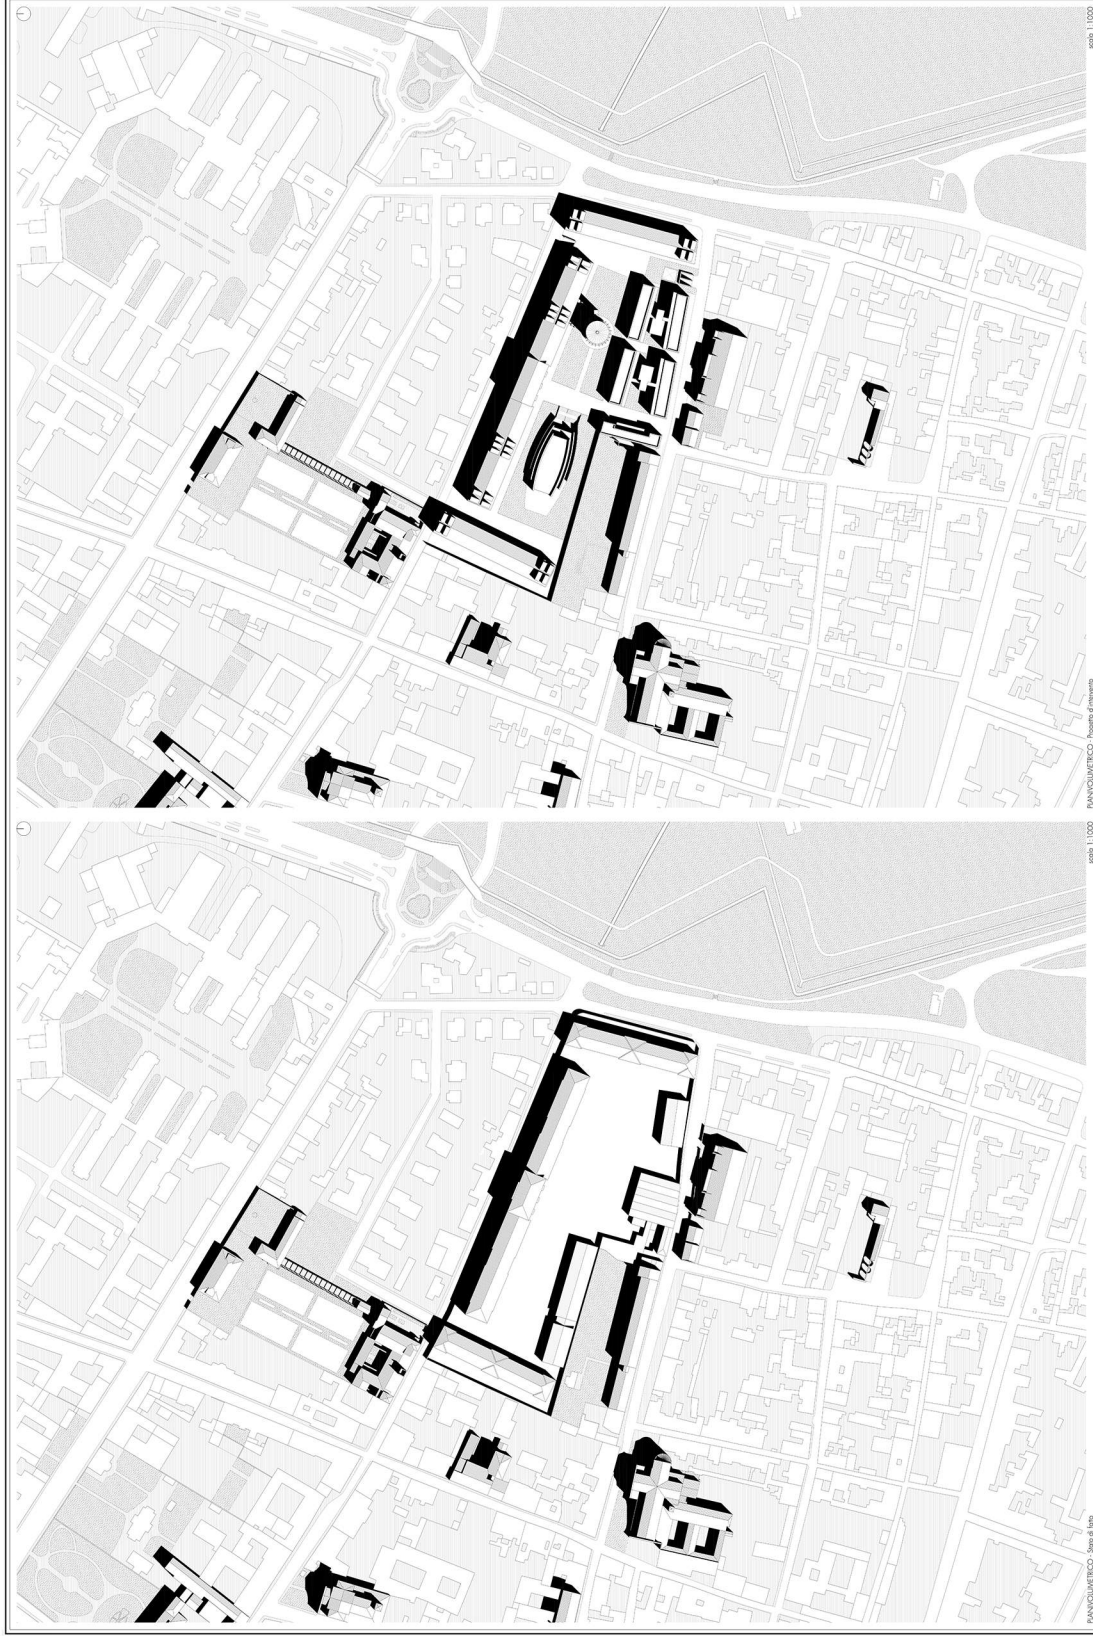 PLANIVOLUMETRICO - Stato di fatto
scala 1:1000
PLANIVOLUMETRICO - Progetto d'intervento
scala 1:1000